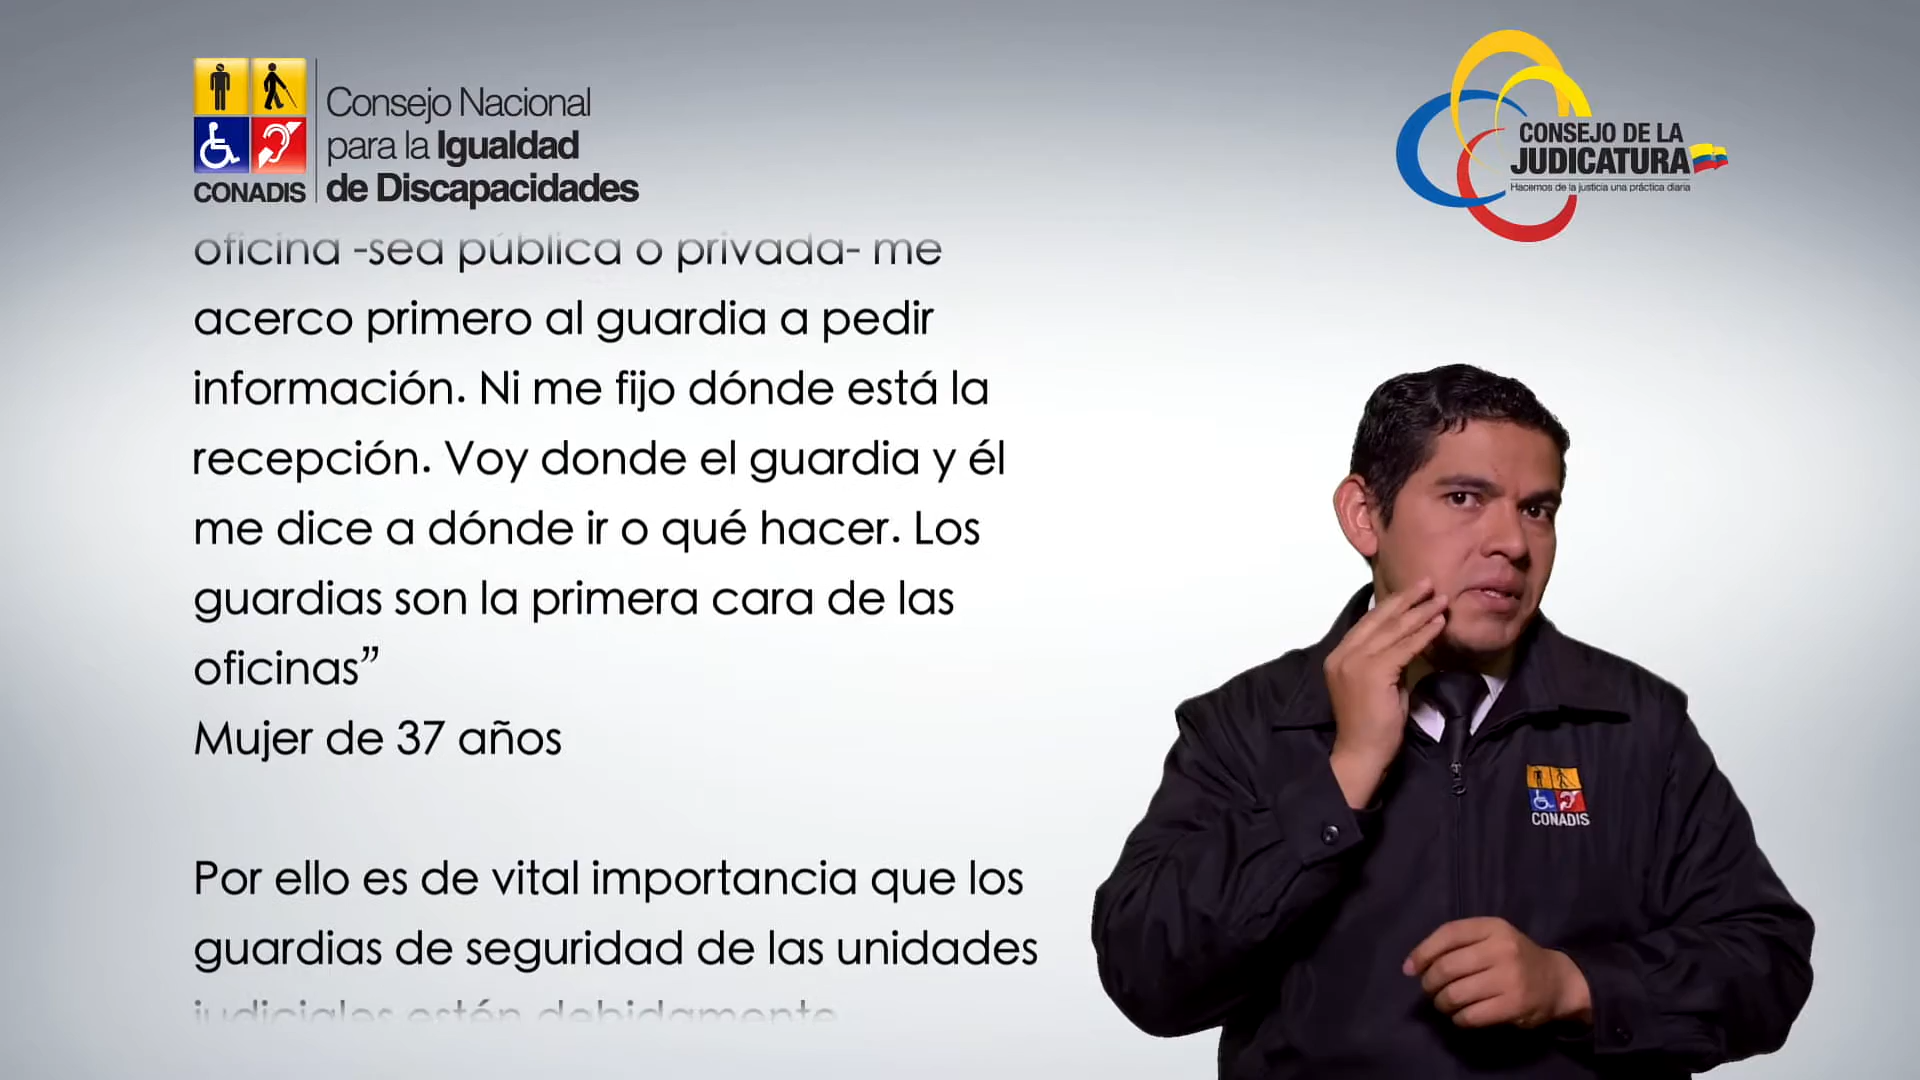 Consejo Nacional
para la Igualdad
de Discapacidades
CONADIS
CONSEJO DE LA
JUDICATURA
Hacemos de la justicia una práctica diaria
oficina -sea pública o privada- me
acerco primero al guardia a pedir
información. Ni me fijo dónde está la
recepción. Voy donde el guardia y él
me dice a dónde ir o qué hacer. Los
guardias son la primera cara de las
oficinas”
Mujer de 37 años
Por ello es de vital importancia que los
guardias de seguridad de las unidades
judiciales estén debidamente
CONADIS